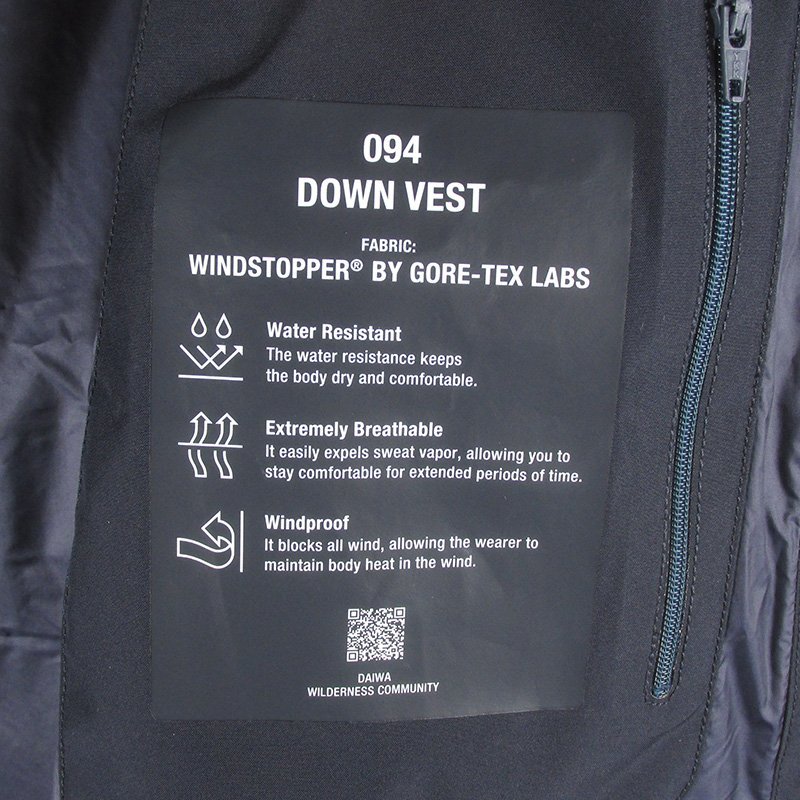 094
DOWN VEST
FABRIC:
WINDSTOPPER® BY GORE-TEX LABS
Water Resistant
The water resistance keeps
the body dry and comfortable.
Extremely Breathable
It easily expels sweat vapor, allowing you to
stay comfortable for extended periods of time.
Windproof
It blocks all wind, allowing the wearer to
maintain body heat in the wind.
DAIWA
WILDERNESS COMMUNITY
YKK